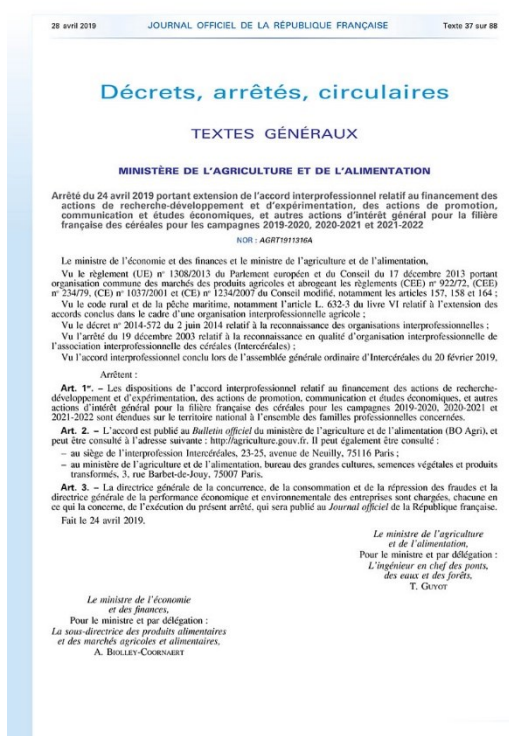 28 avril 2019
JOURNAL OFFICIEL DE LA RÉPUBLIQUE FRANÇAISE
Texte 37 sur 88
Décrets, arrêtés, circulaires
TEXTES GÉNÉRAUX
MINISTÈRE DE L'AGRICULTURE ET DE L'ALIMENTATION
Arrêté du 24 avril 2019 portant extension de l'accord interprofessionnel relatif au financement des
actions de recherche-développement et d'expérimentation, des actions de promotion,
communication et études économiques, et autres actions d'intérêt général pour la filière
française des céréales pour les campagnes 2019-2020, 2020-2021 et 2021-2022
NOR : AGRT1911316A
Le ministre de l'économie et des finances et le ministre de l'agriculture et de l'alimentation,
Vu le règlement (UE) n° 1308/2013 du Parlement européen et du Conseil du 17 décembre 2013 portant
organisation commune des marchés des produits agricoles et abrogeant les règlements (CEE) n° 922/72, (CEE)
n° 234/79, (CE) n° 1037/2001 et (CE) n° 1234/2007 du Conseil modifié, notamment les articles 157, 158 et 164 ;
Vu le code rural et de la pêche maritime, notamment l'article L. 632-3 du livre VI relatif à l'extension des
accords conclus dans le cadre d'une organisation interprofessionnelle agricole ;
Vu le décret n° 2014-572 du 2 juin 2014 relatif à la reconnaissance des organisations interprofessionnelles ;
Vu l'arrêté du 19 décembre 2003 relatif à la reconnaissance en qualité d'organisation interprofessionnelle de
l'association interprofessionnelle des céréales (Intercéréales) ;
Vu l'accord interprofessionnel conclu lors de l'assemblée générale ordinaire d'Intercéréales du 20 février 2019,
Arrêtent :
Art. 1er. – Les dispositions de l'accord interprofessionnel relatif au financement des actions de recherche-
développement et d'expérimentation, des actions de promotion, communication et études économiques, et autres
actions d'intérêt général pour la filière française des céréales pour les campagnes 2019-2020, 2020-2021 et
2021-2022 sont étendues sur le territoire national à l'ensemble des familles professionnelles concernées.
Art. 2. – L'accord est publié au Bulletin officiel du ministère de l'agriculture et de l'alimentation (BO Agri), et
peut être consulté à l'adresse suivante : http://agriculture.gouv.fr. Il peut également être consulté :
– au siège de l'interprofession Intercéréales, 23-25, avenue de Neuilly, 75116 Paris ;
– au ministère de l'agriculture et de l'alimentation, bureau des grandes cultures, semences végétales et produits
transformés, 3, rue Barbet-de-Jouy, 75007 Paris.
Art. 3. – La directrice générale de la concurrence, de la consommation et de la répression des fraudes et la
directrice générale de la performance économique et environnementale des entreprises sont chargées, chacune en
ce qui la concerne, de l'exécution du présent arrêté, qui sera publié au Journal officiel de la République française.
Fait le 24 avril 2019.
Le ministre de l'agriculture
et de l'alimentation,
Pour le ministre et par délégation :
L'ingénieur en chef des ponts,
des eaux et des forêts,
T. GUYOT
Le ministre de l'économie
et des finances,
Pour le ministre et par délégation :
La sous-directrice des produits alimentaires
et des marchés agricoles et alimentaires,
A. BIOLLEY-COORNAERT